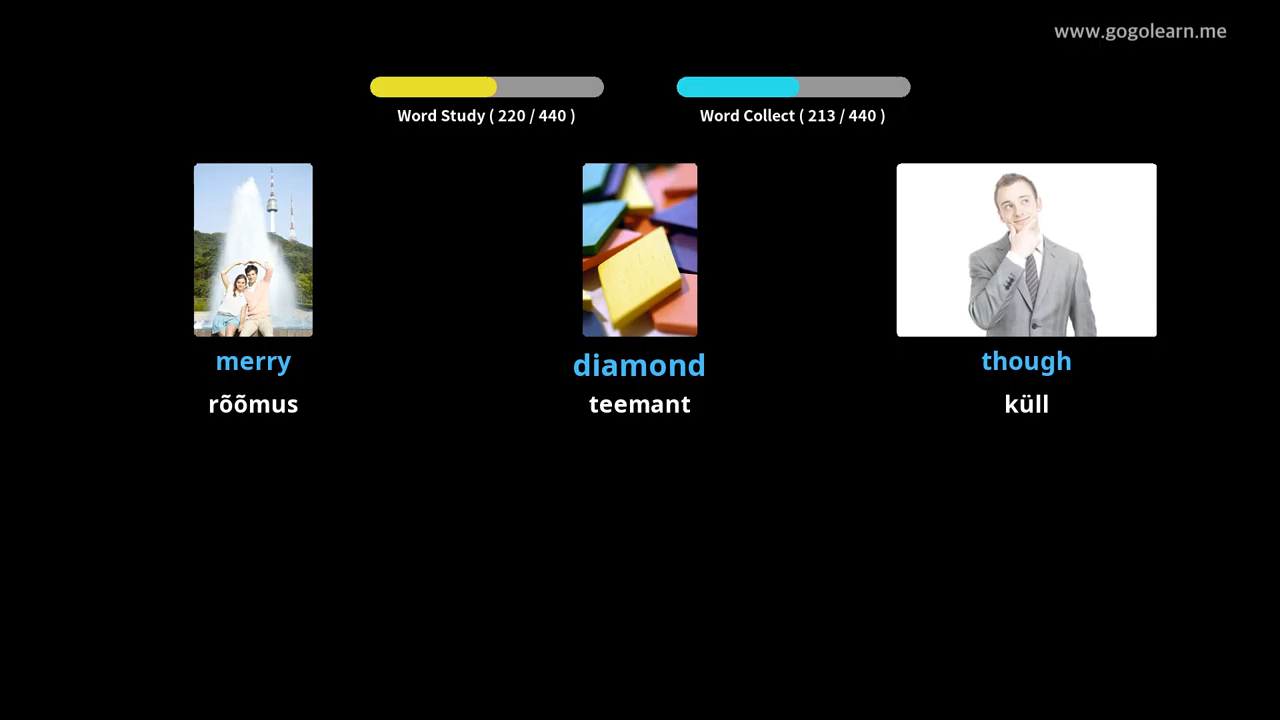 www.gogolearn.me
Word Study ( 220 / 440 )
Word Collect ( 213 / 440 )
merry
diamond
though
rõõmus
teemant
küll